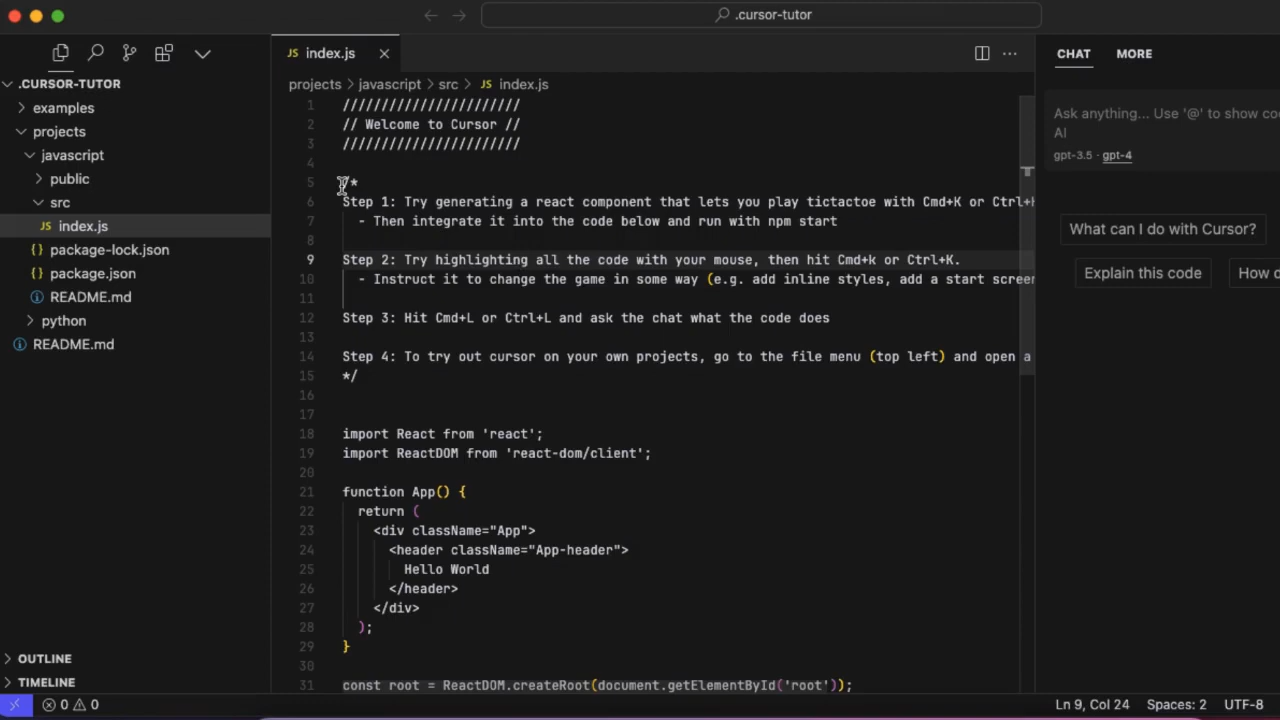 .cursor-tutor
.CURSOR-TUTOR
examples
projects
javascript
public
src
JS index.js
{} package-lock.json
{} package.json
README.md
python
README.md
OUTLINE
TIMELINE
JS index.js
projects > javascript > src > JS index.js
1 ///////////////////////
2 // Welcome to Cursor //
3 ///////////////////////
4
5 /*
6 Step 1: Try generating a react component that lets you play tictactoe with Cmd+K or Ctrl+K
7 - Then integrate it into the code below and run with npm start
8
9 Step 2: Try highlighting all the code with your mouse, then hit Cmd+k or Ctrl+K.
10 - Instruct it to change the game in some way (e.g. add inline styles, add a start screen
11
12 Step 3: Hit Cmd+L or Ctrl+L and ask the chat what the code does
13
14 Step 4: To try out cursor on your own projects, go to the file menu (top left) and open a
15 */
16
17
18 import React from 'react';
19 import ReactDOM from 'react-dom/client';
20
21 function App() {
22 return (
23 <div className="App">
24 <header className="App-header">
25 Hello World
26 </header>
27 </div>
28 );
29 }
30
31 const root = ReactDOM.createRoot(document.getElementById('root'));
CHAT MORE
Ask anything... Use '@' to show
AI
gpt-3.5 gpt-4
What can I do with Cursor?
Explain this code
How
0 0
Ln 9, Col 24 Spaces: 2 UTF-8